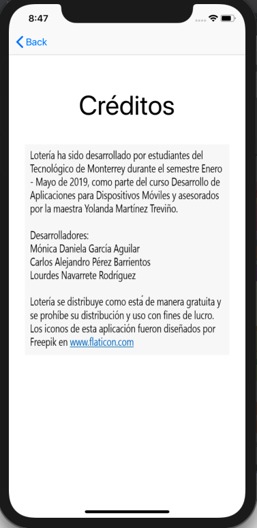 8:47
Back
Créditos
Lotería ha sido desarrollado por estudiantes del
Tecnológico de Monterrey durante el semestre Enero
- Mayo de 2019, como parte del curso Desarrollo de
Aplicaciones para Dispositivos Móviles y asesorados
por la maestra Yolanda Martínez Treviño.
Desarrolladores:
Mónica Daniela García Aguilar
Carlos Alejandro Pérez Barrientos
Lourdes Navarrete Rodríguez
Lotería se distribuye como está de manera gratuita y
se prohíbe su distribución y uso con fines de lucro.
Los iconos de esta aplicación fueron diseñados por
Freepik en www.flaticon.com